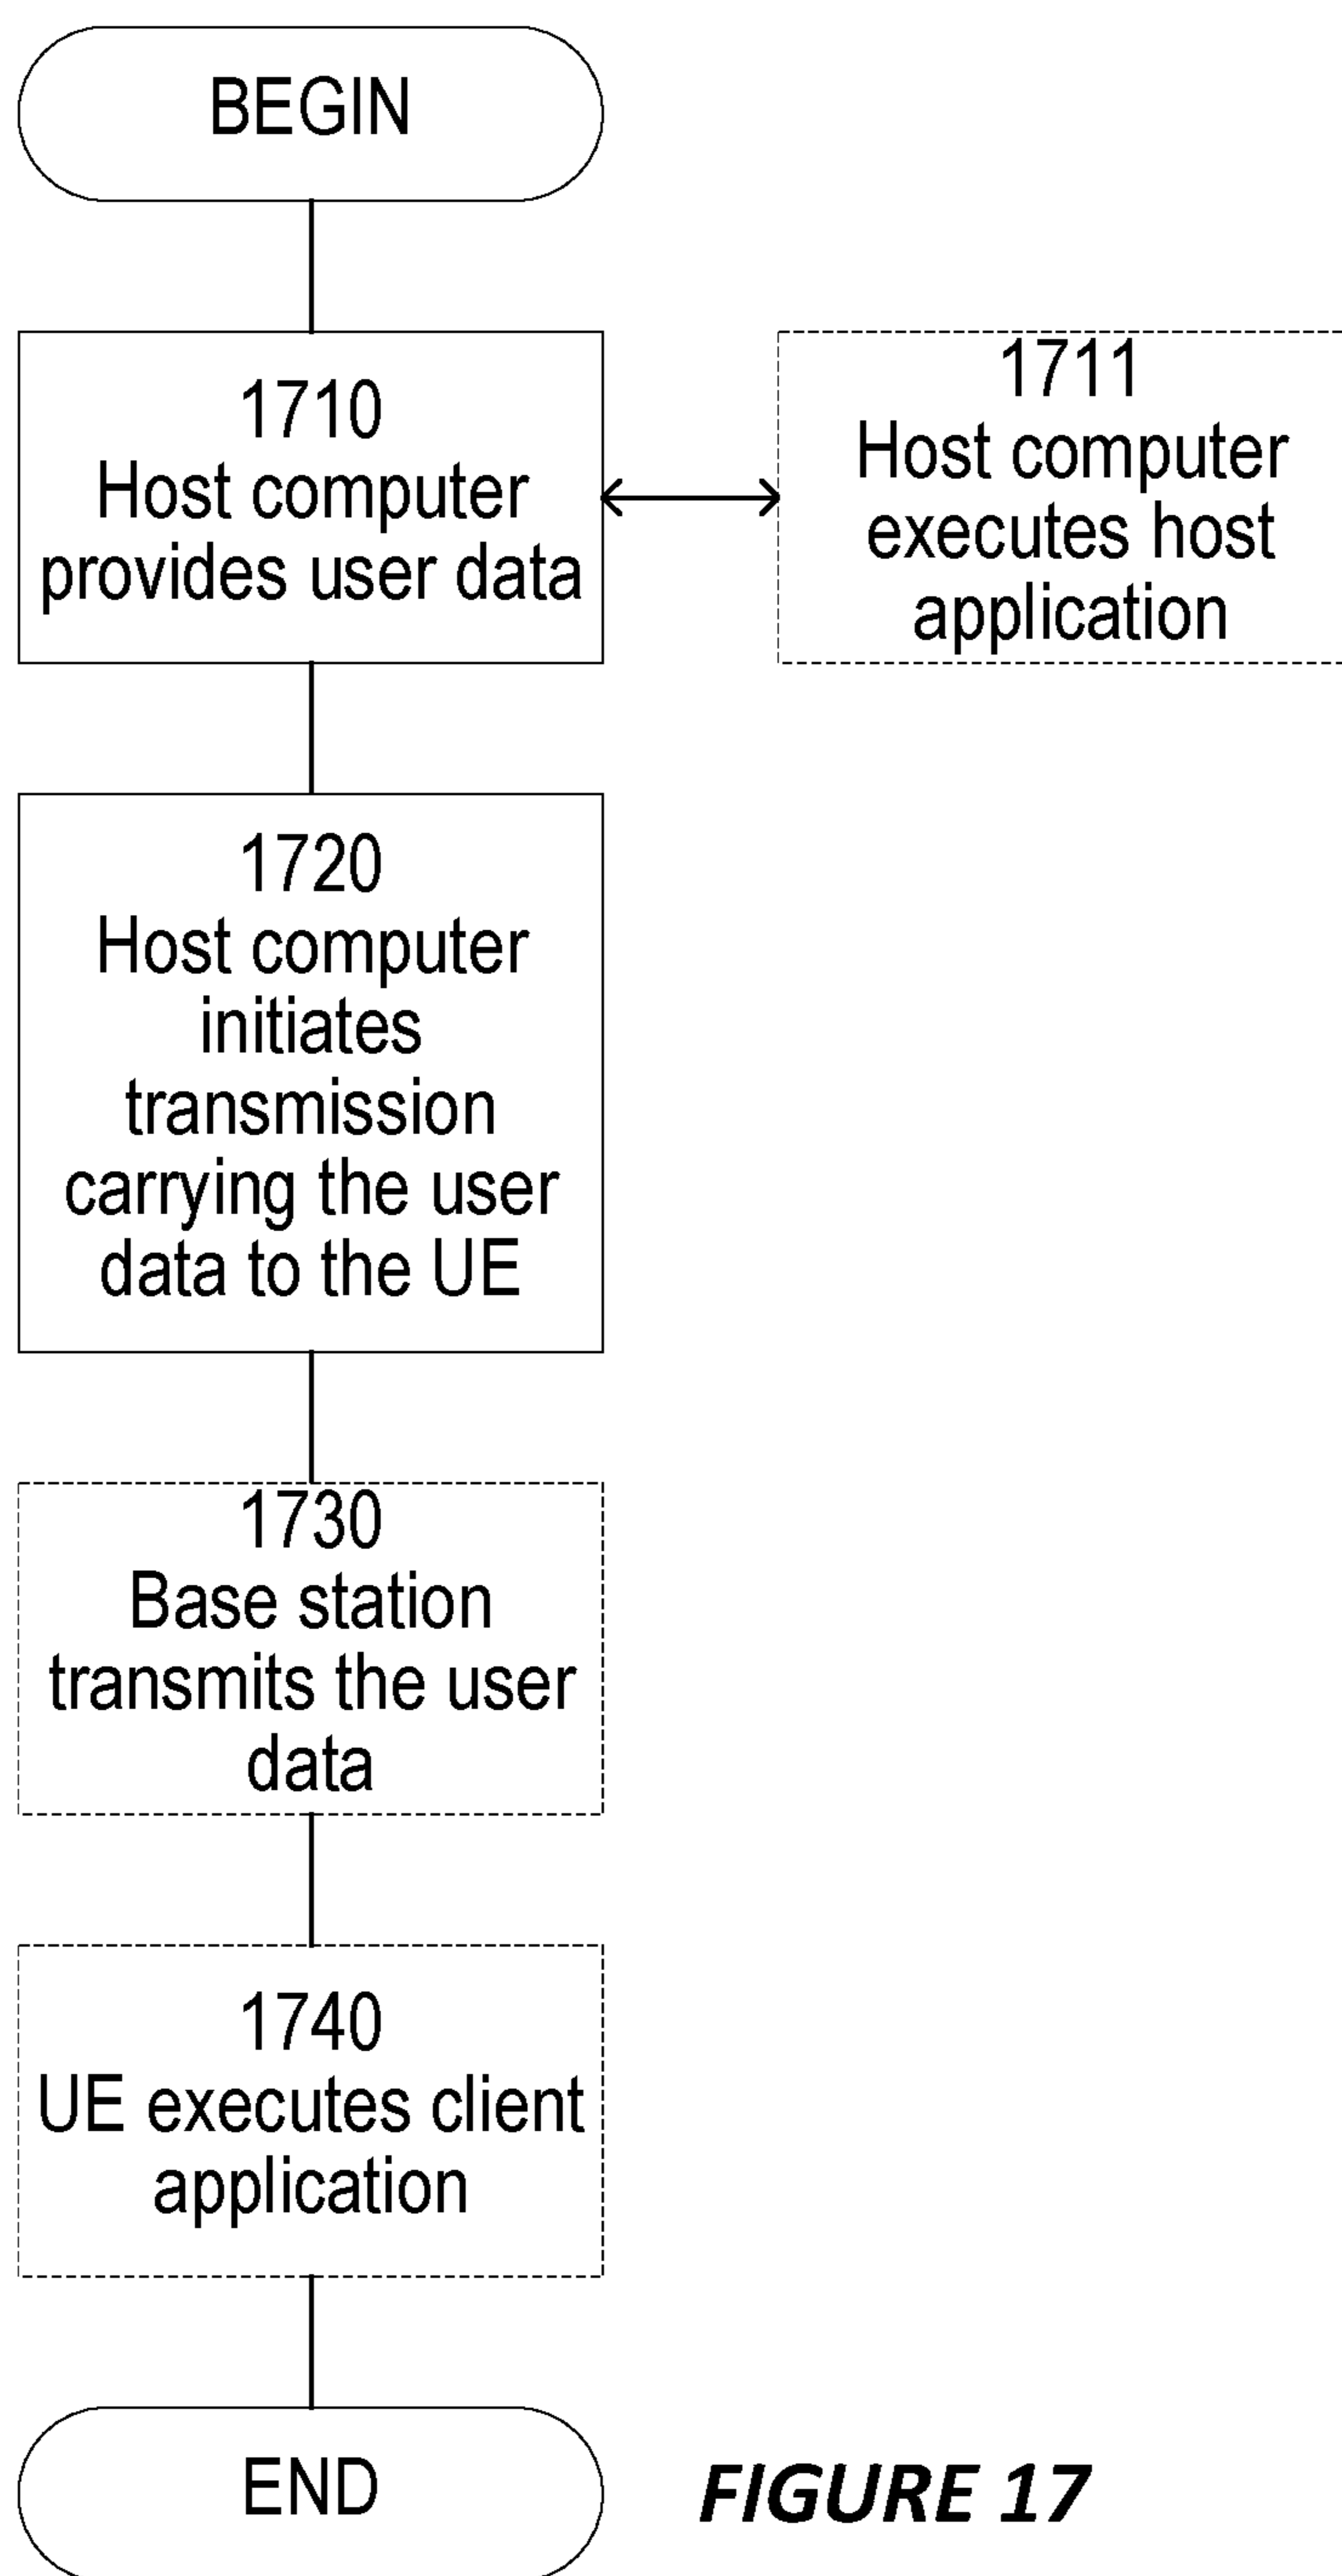 BEGIN
1710
Host computer
provides user data
1711
Host computer
executes host
application
1720
Host computer
initiates
transmission
carrying the user
data to the UE
1730
Base station
transmits the user
data
1740
UE executes client
application
END
FIGURE 17